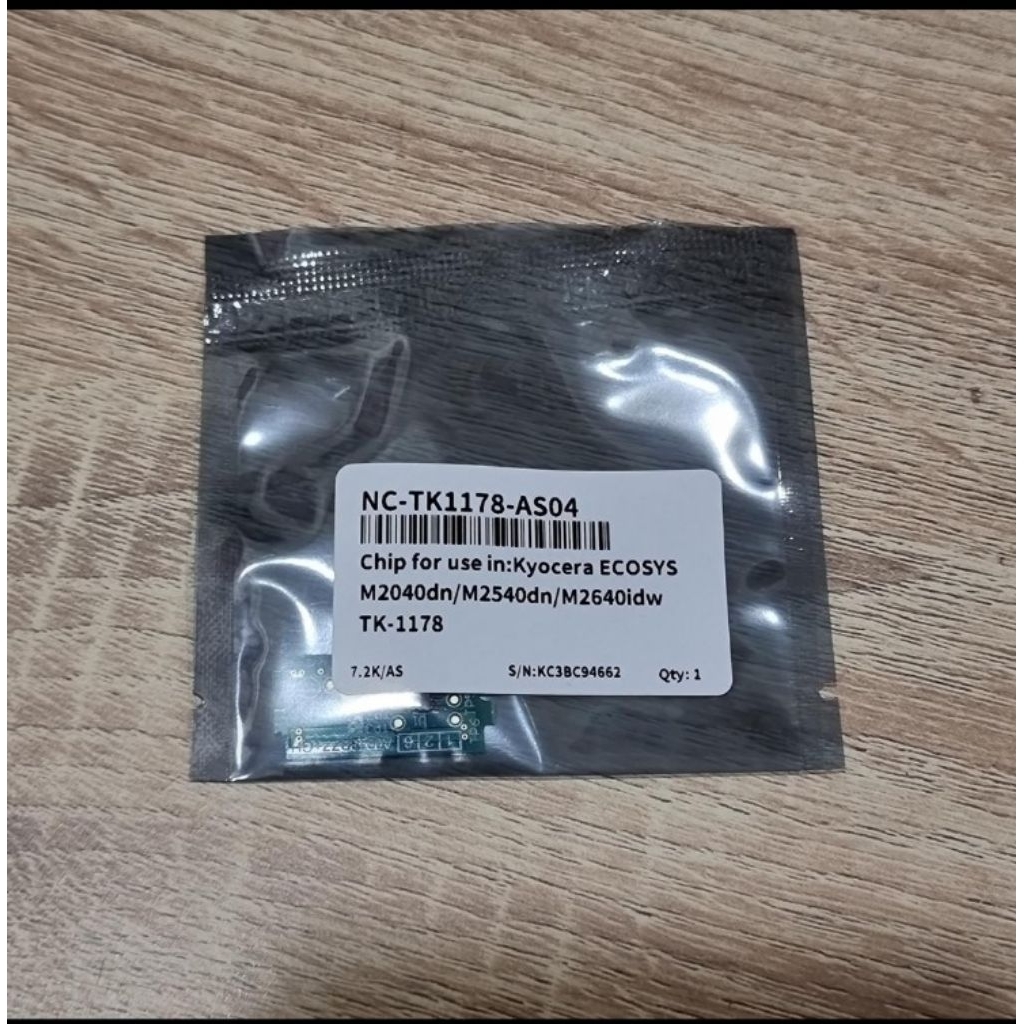 NC-TK1178-AS04
Chip for use in:Kyocera ECOSYS
M2040dn/M2540dn/M2640idw
TK-1178
7.2K/AS S/N:KC3BC94662 Qty: 1